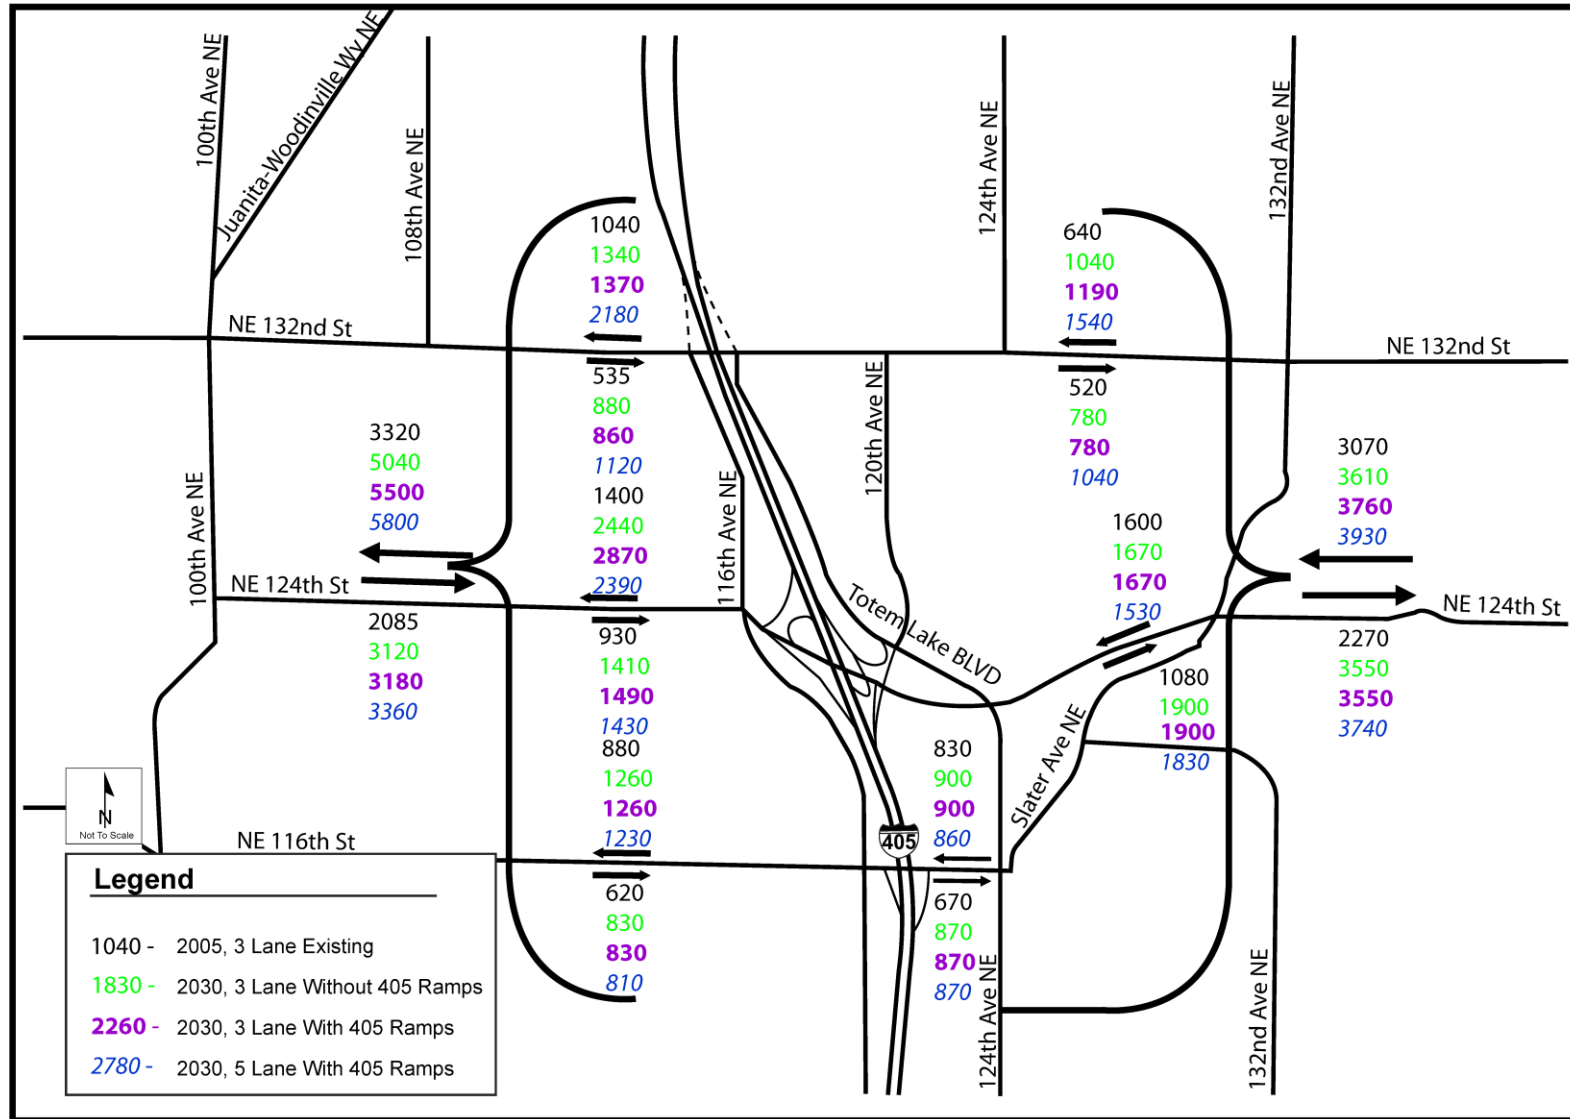 100th Ave NE
Juanita-Woodinville Wy NE
108th Ave NE
124th Ave NE
132nd Ave NE
1040
1340
1370
2180
640
1040
1190
1540
NE 132nd St
NE 132nd St
535
880
860
1120
520
780
780
1040
120th Ave NE
3320
5040
5500
5800
1400
2440
2870
2390
116th Ave NE
100th Ave NE
3070
3610
3760
3930
1600
1670
1670
1530
NE 124th St
Totem Lake BLVD
NE 124th St
2085
3120
3180
3360
930
1410
1490
1430
2270
3550
3550
3740
1080
1900
1900
1830
880
1260
1260
1230
830
900
900
860
Slater Ave NE
N
Not To Scale
NE 116th St
405
620
830
830
810
670
870
870
870
124th Ave NE
132nd Ave NE
Legend
1040 - 2005, 3 Lane Existing
1830 - 2030, 3 Lane Without 405 Ramps
2260 - 2030, 3 Lane With 405 Ramps
2780 - 2030, 5 Lane With 405 Ramps